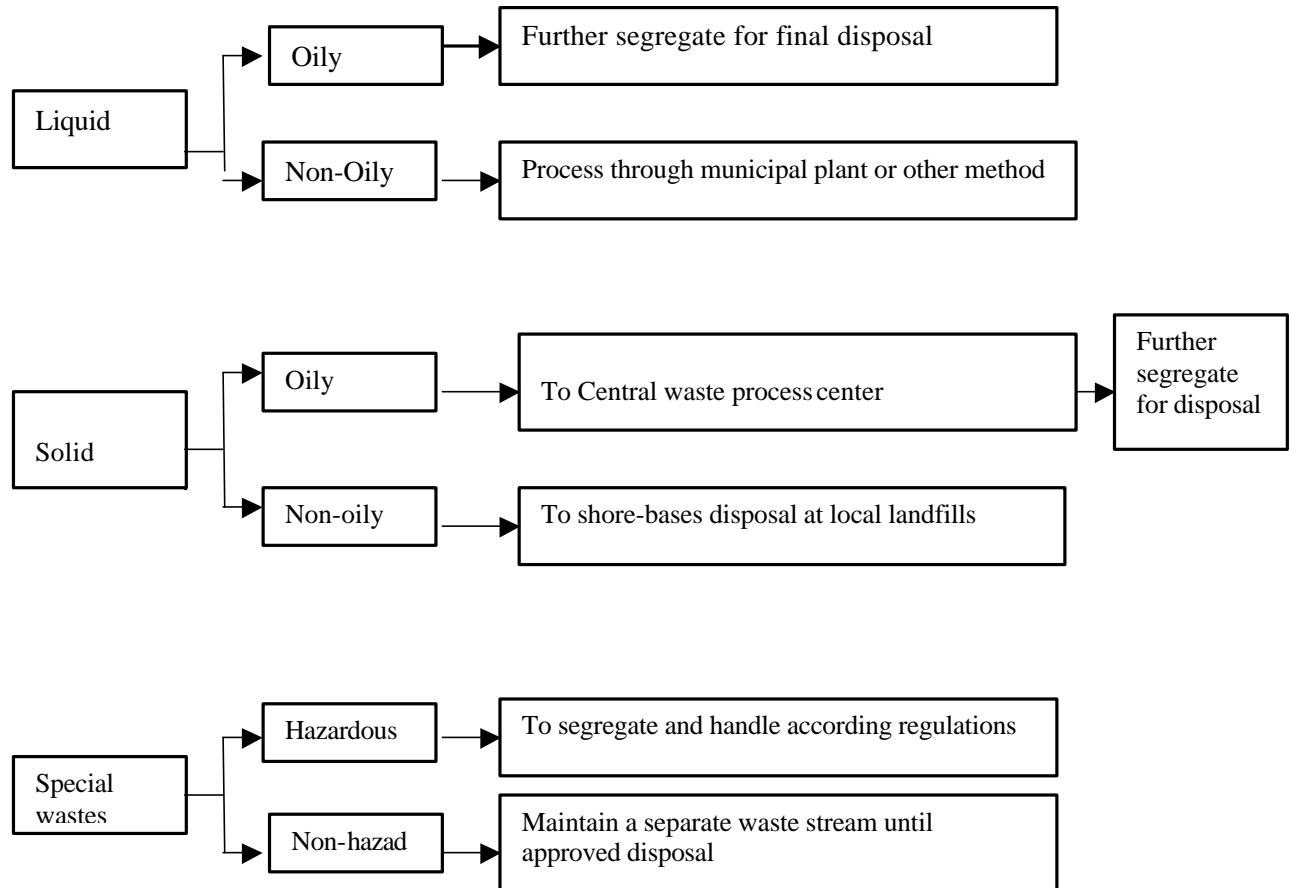 Oily
Further segregate for final disposal
Liquid
Non-Oily
Process through municipal plant or other method
Oily
To Central waste process center
Further
segregate
for disposal
Solid
Non-oily
To shore-bases disposal at local landfills
Hazardous
To segregate and handle according regulations
Special
wastes
Non-hazad
Maintain a separate waste stream until
approved disposal